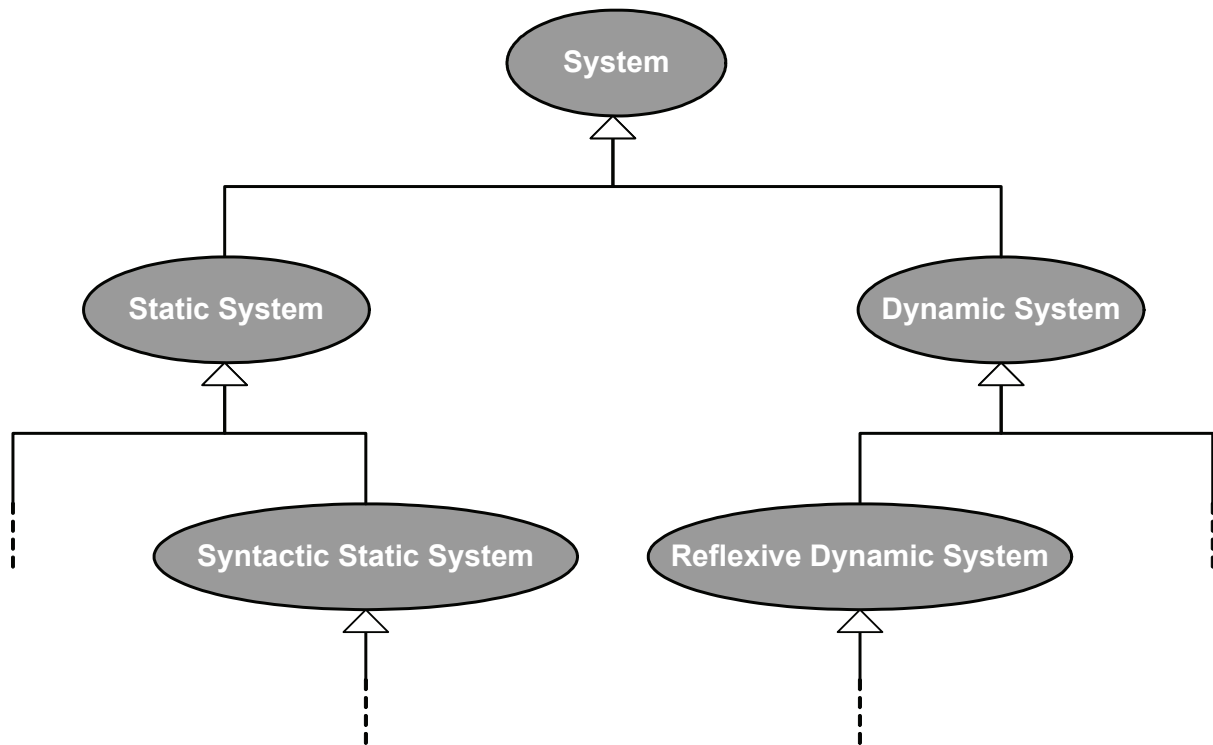 System
Static System
Dynamic System
Syntactic Static System
Reflexive Dynamic System